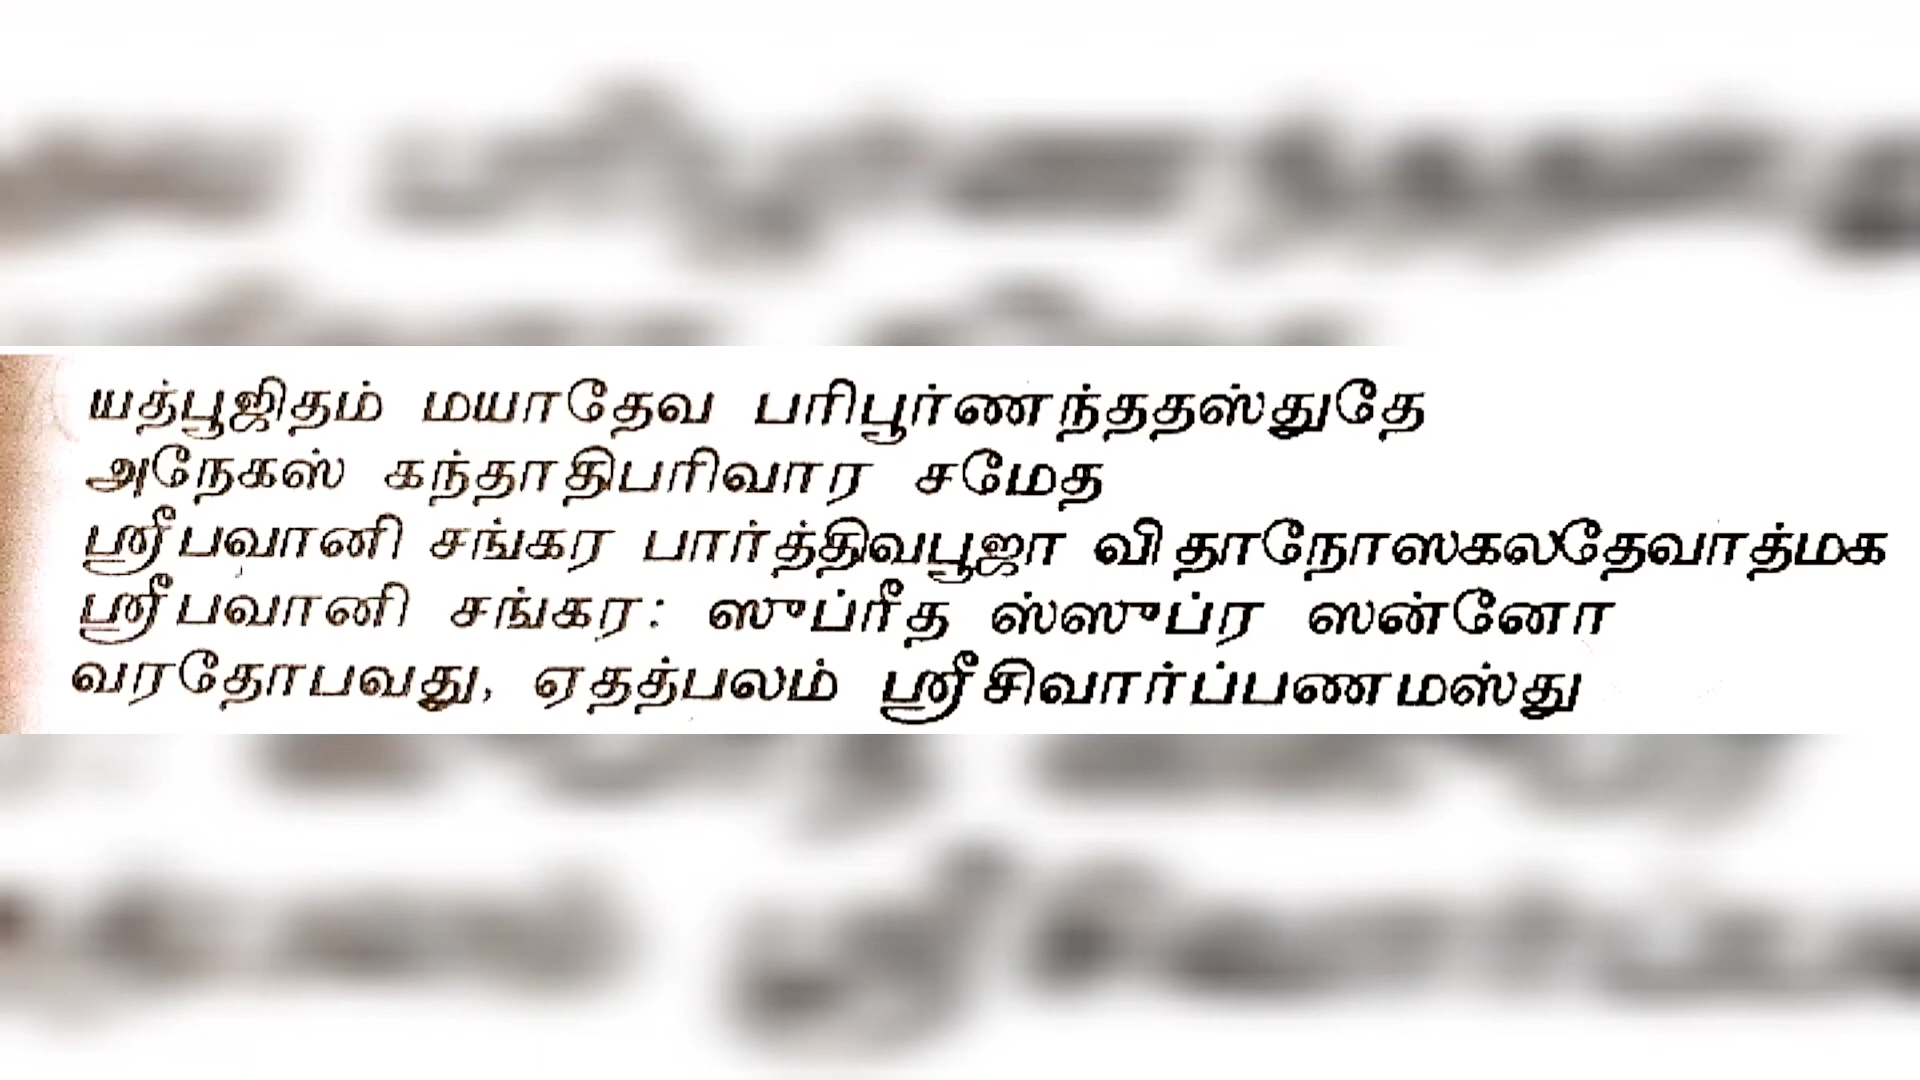 யத்பூஜிதம் மயாதேவ பரிபூர்ணந்ததஸ்துதே
அநேகஸ் கந்தாதிபரிவார சமேத
ஸ்ரீபவானி சங்கர பார்த்திவபூஜா விதாநோஸகலதேவாத்மக
ஸ்ரீபவானி சங்கர: ஸுப்ரீத ஸ்ஸுப்ர ஸன்னோ
வரதோபவது, ஏதத்பலம் ஸ்ரீசிவார்ப்பணமஸ்து